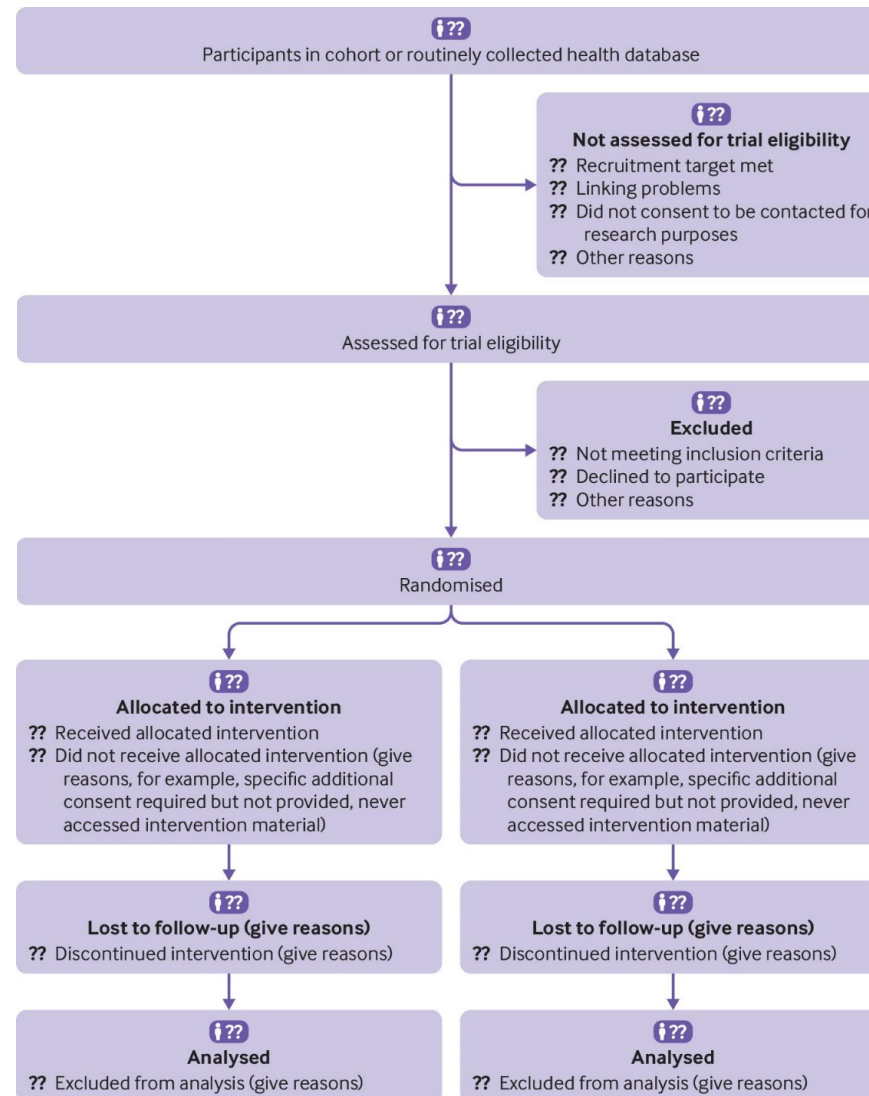 ??
Participants in cohort or routinely collected health database
??
Not assessed for trial eligibility
?? Recruitment target met
?? Linking problems
?? Did not consent to be contacted for
research purposes
?? Other reasons
??
Assessed for trial eligibility
??
Excluded
?? Not meeting inclusion criteria
?? Declined to participate
?? Other reasons
??
Randomised
??
Allocated to intervention
?? Received allocated intervention
?? Did not receive allocated intervention (give
reasons, for example, specific additional
consent required but not provided, never
accessed intervention material)
??
Allocated to intervention
?? Received allocated intervention
?? Did not receive allocated intervention (give
reasons, for example, specific additional
consent required but not provided, never
accessed intervention material)
??
Lost to follow-up (give reasons)
?? Discontinued intervention (give reasons)
??
Lost to follow-up (give reasons)
?? Discontinued intervention (give reasons)
??
Analysed
?? Excluded from analysis (give reasons)
??
Analysed
?? Excluded from analysis (give reasons)